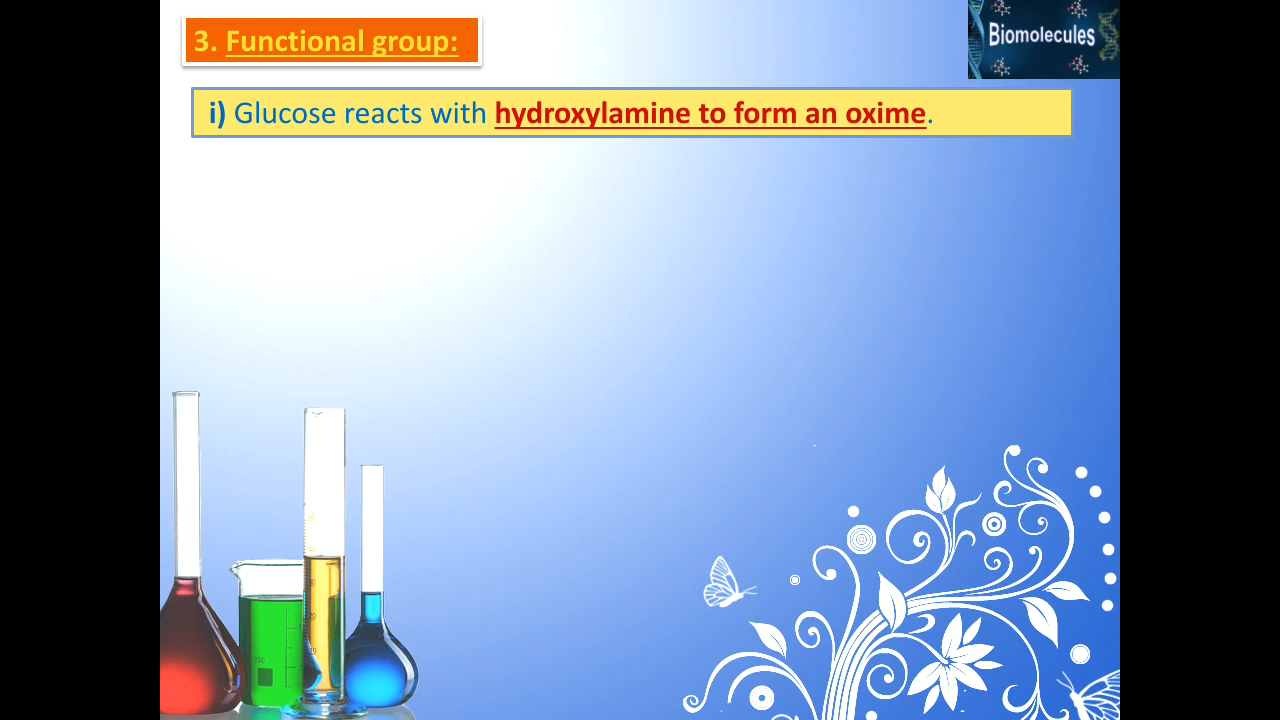 3. Functional group:
Biomolecules
i) Glucose reacts with hydroxylamine to form an oxime.